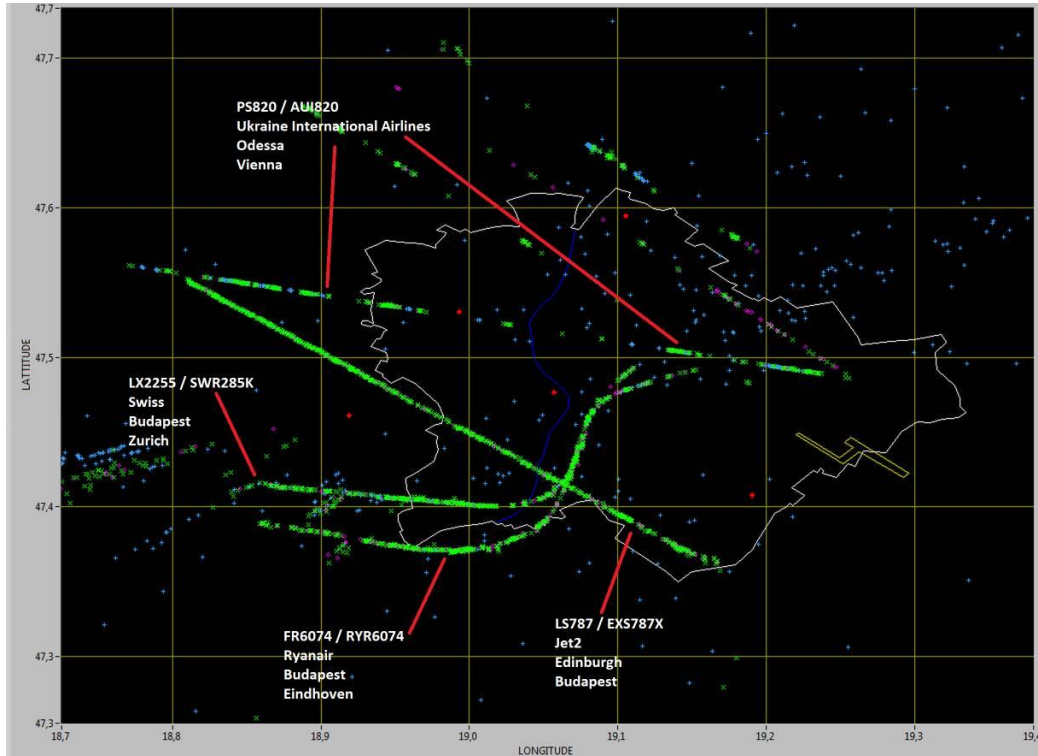 47,7
47,7
PS820 / AUI820
Ukraine International Airlines
Odessa
Vienna
47,6
47,5
LATTITUDE
LX2255 / SWR285K
Swiss
Budapest
Zurich
47,4
FR6074 / RYR6074
Ryanair
Budapest
Eindhoven
LS787 / EXS787X
Jet2
Edinburgh
Budapest
47,3
47,3
18,7
18,8
18,9
19,0
19,1
19,2
19,3
19,4
LONGITUDE